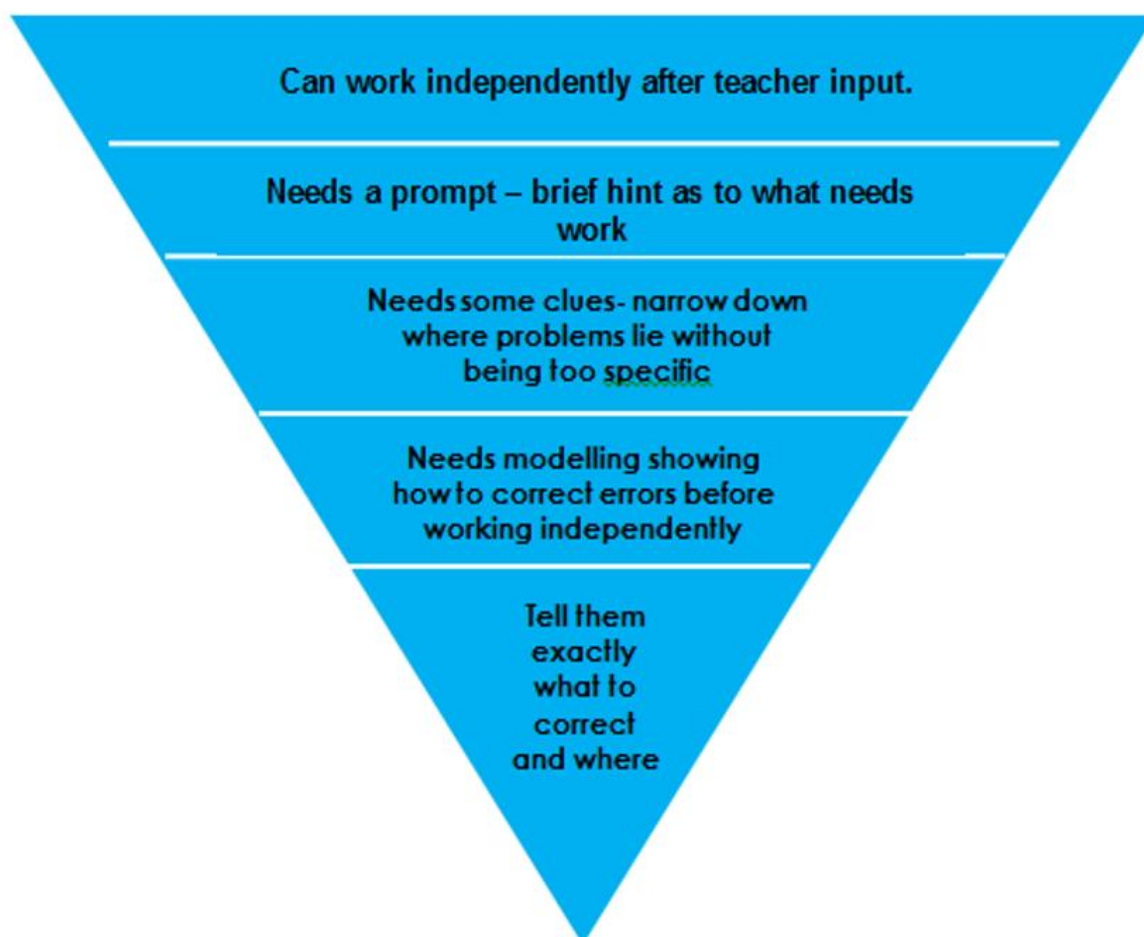 Can work independently after teacher input.
Needs a prompt – brief hint as to what needs
work
Needs some clues- narrow down
where problems lie without
being too specific
Needs modelling showing
how to correct errors before
working independently
Tell them
exactly
what to
correct
and where